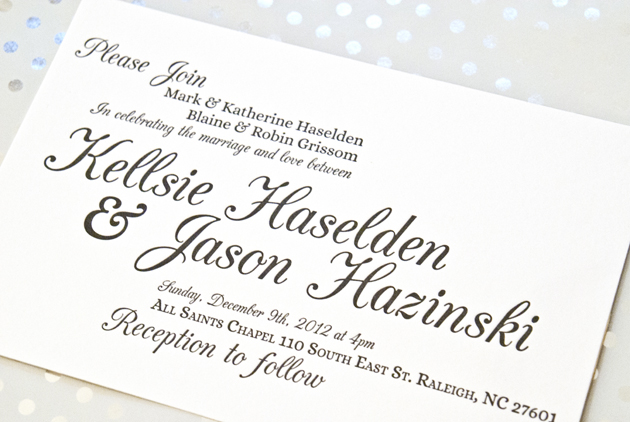 Please Join
Mark & Katherine Haselden
Blaine & Robin Grissom
In celebrating the marriage and love between
Kellsie Haselden
& Jason Hazinski
Sunday, December 9th, 2012 at 4pm
All Saints Chapel 110 South East St. Raleigh, NC 27601
Reception to follow